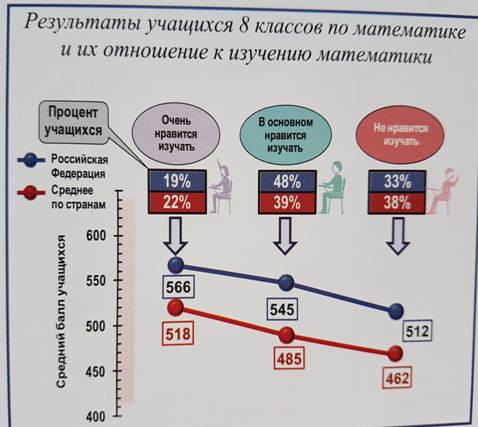 Результаты учащихся 8 классов по математике
и их отношение к изучению математики
Процент
учащихся
Очень
нравится
изучать
В основном
нравится
изучать
Не нравится
изучать
Российская
Федерация
Среднее
по странам
19%
48%
33%
22%
39%
38%
Средний балл учащихся
600
550
500
450
400
566
545
512
518
485
462